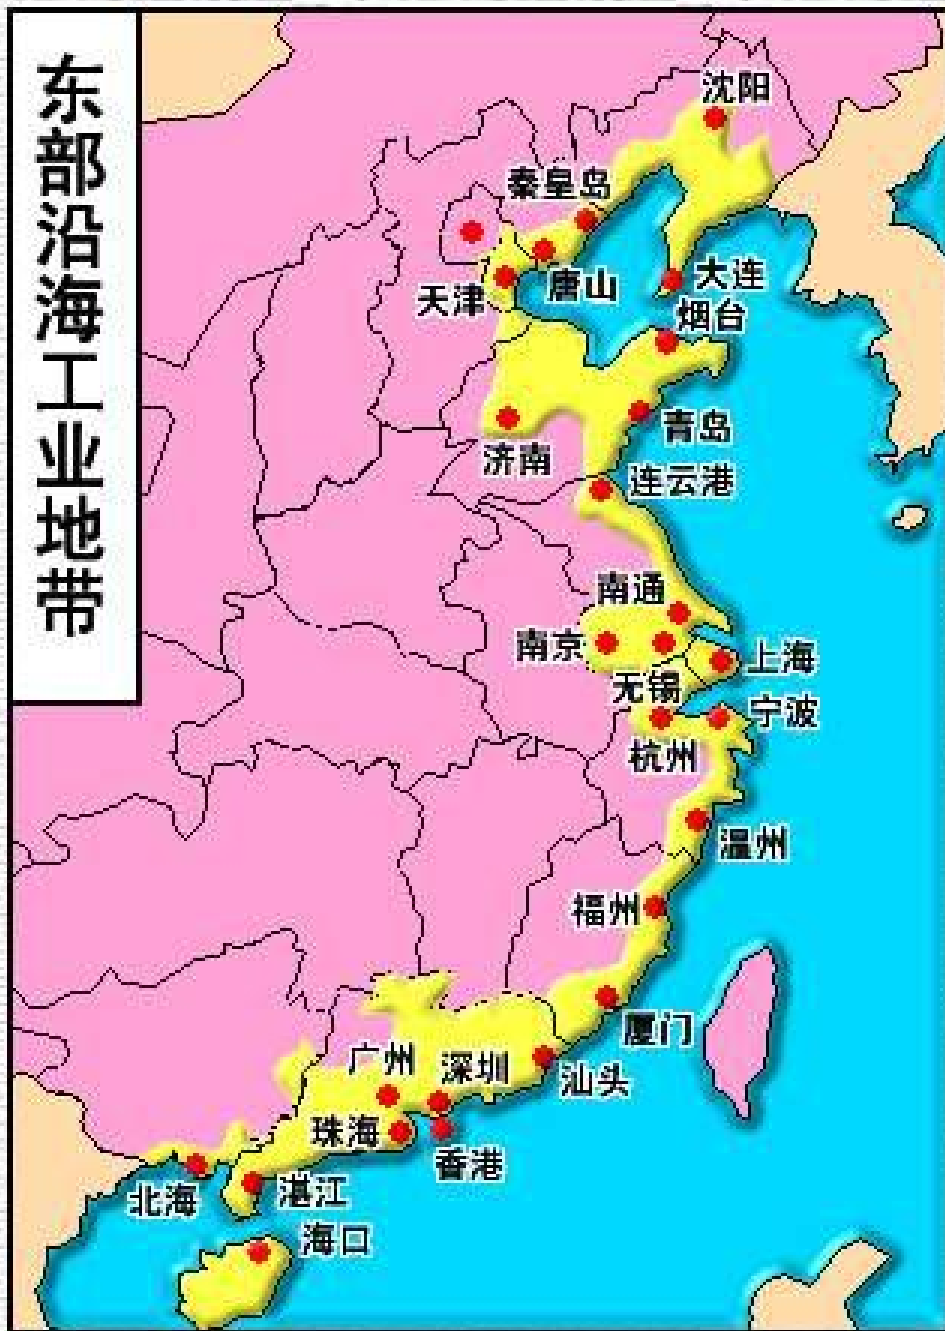 东部沿海工业地带
沈阳
秦皇岛
大连
唐山
天津
烟台
青岛
济南
连云港
南通
南京
上海
无锡
宁波
杭州
温州
福州
厦门
广州
深圳
汕头
珠海
香港
北海
湛江
海口